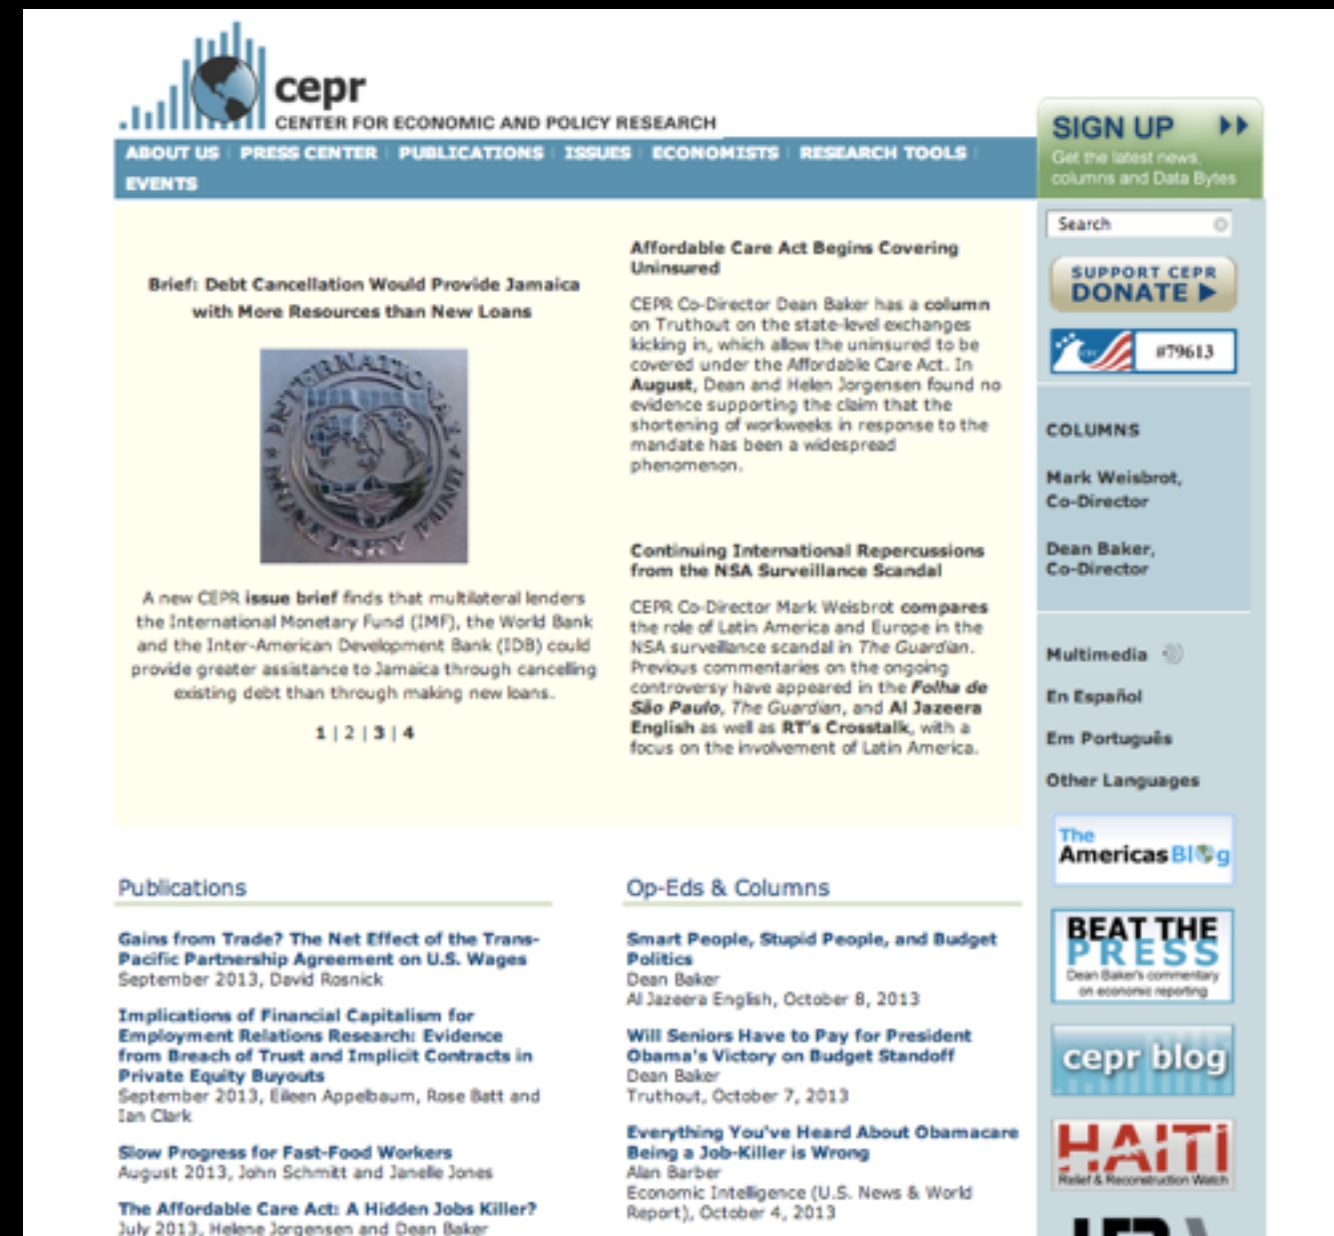 cepr
CENTER FOR ECONOMIC AND POLICY RESEARCH
ABOUT US | PRESS CENTER | PUBLICATIONS | ISSUES | ECONOMISTS | RESEARCH TOOLS |
EVENTS
SIGN UP
Get the latest news,
columns and Data Bytes
Brief: Debt Cancellation Would Provide Jamaica
with More Resources than New Loans
INTERNATIONAL MONETARY FUND
A new CEPR issue brief finds that multilateral lenders
the International Monetary Fund (IMF), the World Bank
and the Inter-American Development Bank (IDB) could
provide greater assistance to Jamaica through cancelling
existing debt than through making new loans.
1 | 2 | 3 | 4
Affordable Care Act Begins Covering
Uninsured
CEPR Co-Director Dean Baker has a column
on Truthout on the state-level exchanges
kicking in, which allow the uninsured to be
covered under the Affordable Care Act. In
August, Dean and Helen Jorgensen found no
evidence supporting the claim that the
shortening of workweeks in response to the
mandate has been a widespread
phenomenon.
Continuing International Repercussions
from the NSA Surveillance Scandal
CEPR Co-Director Mark Weisbrot compares
the role of Latin America and Europe in the
NSA surveillance scandal in The Guardian.
Previous commentaries on the ongoing
controversy have appeared in the Folha de
São Paulo, The Guardian, and Al Jazeera
English as well as RT's Crosstalk, with a
focus on the involvement of Latin America.
Search
SUPPORT CEPR
DONATE
#79613
COLUMNS
Mark Weisbrot,
Co-Director
Dean Baker,
Co-Director
Multimedia
En Español
Em Português
Other Languages
The
Americas Blog
BEAT THE
PRESS
Dean Baker's commentary
on economic reporting
cepr blog
HAITI
Relief & Reconstruction Watch
Publications
Gains from Trade? The Net Effect of the Trans-
Pacific Partnership Agreement on U.S. Wages
September 2013, David Rosnick
Implications of Financial Capitalism for
Employment Relations Research: Evidence
from Breach of Trust and Implicit Contracts in
Private Equity Buyouts
September 2013, Eileen Appelbaum, Rose Batt and
Ian Clark
Slow Progress for Fast-Food Workers
August 2013, John Schmitt and Janelle Jones
The Affordable Care Act: A Hidden Jobs Killer?
July 2013, Helene Jorgensen and Dean Baker
Op-Eds & Columns
Smart People, Stupid People, and Budget
Politics
Dean Baker
Al Jazeera English, October 8, 2013
Will Seniors Have to Pay for President
Obama's Victory on Budget Standoff
Dean Baker
Truthout, October 7, 2013
Everything You've Heard About Obamacare
Being a Job-Killer is Wrong
Alan Barber
Economic Intelligence (U.S. News & World
Report), October 4, 2013